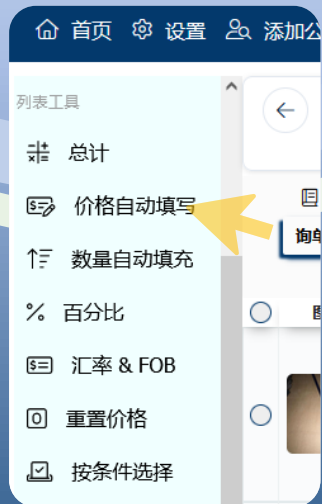 首页 设置 添加公
列表工具
总计
价格自动填写
询单
数量自动填充
百分比
汇率 & FOB
重置价格
按条件选择